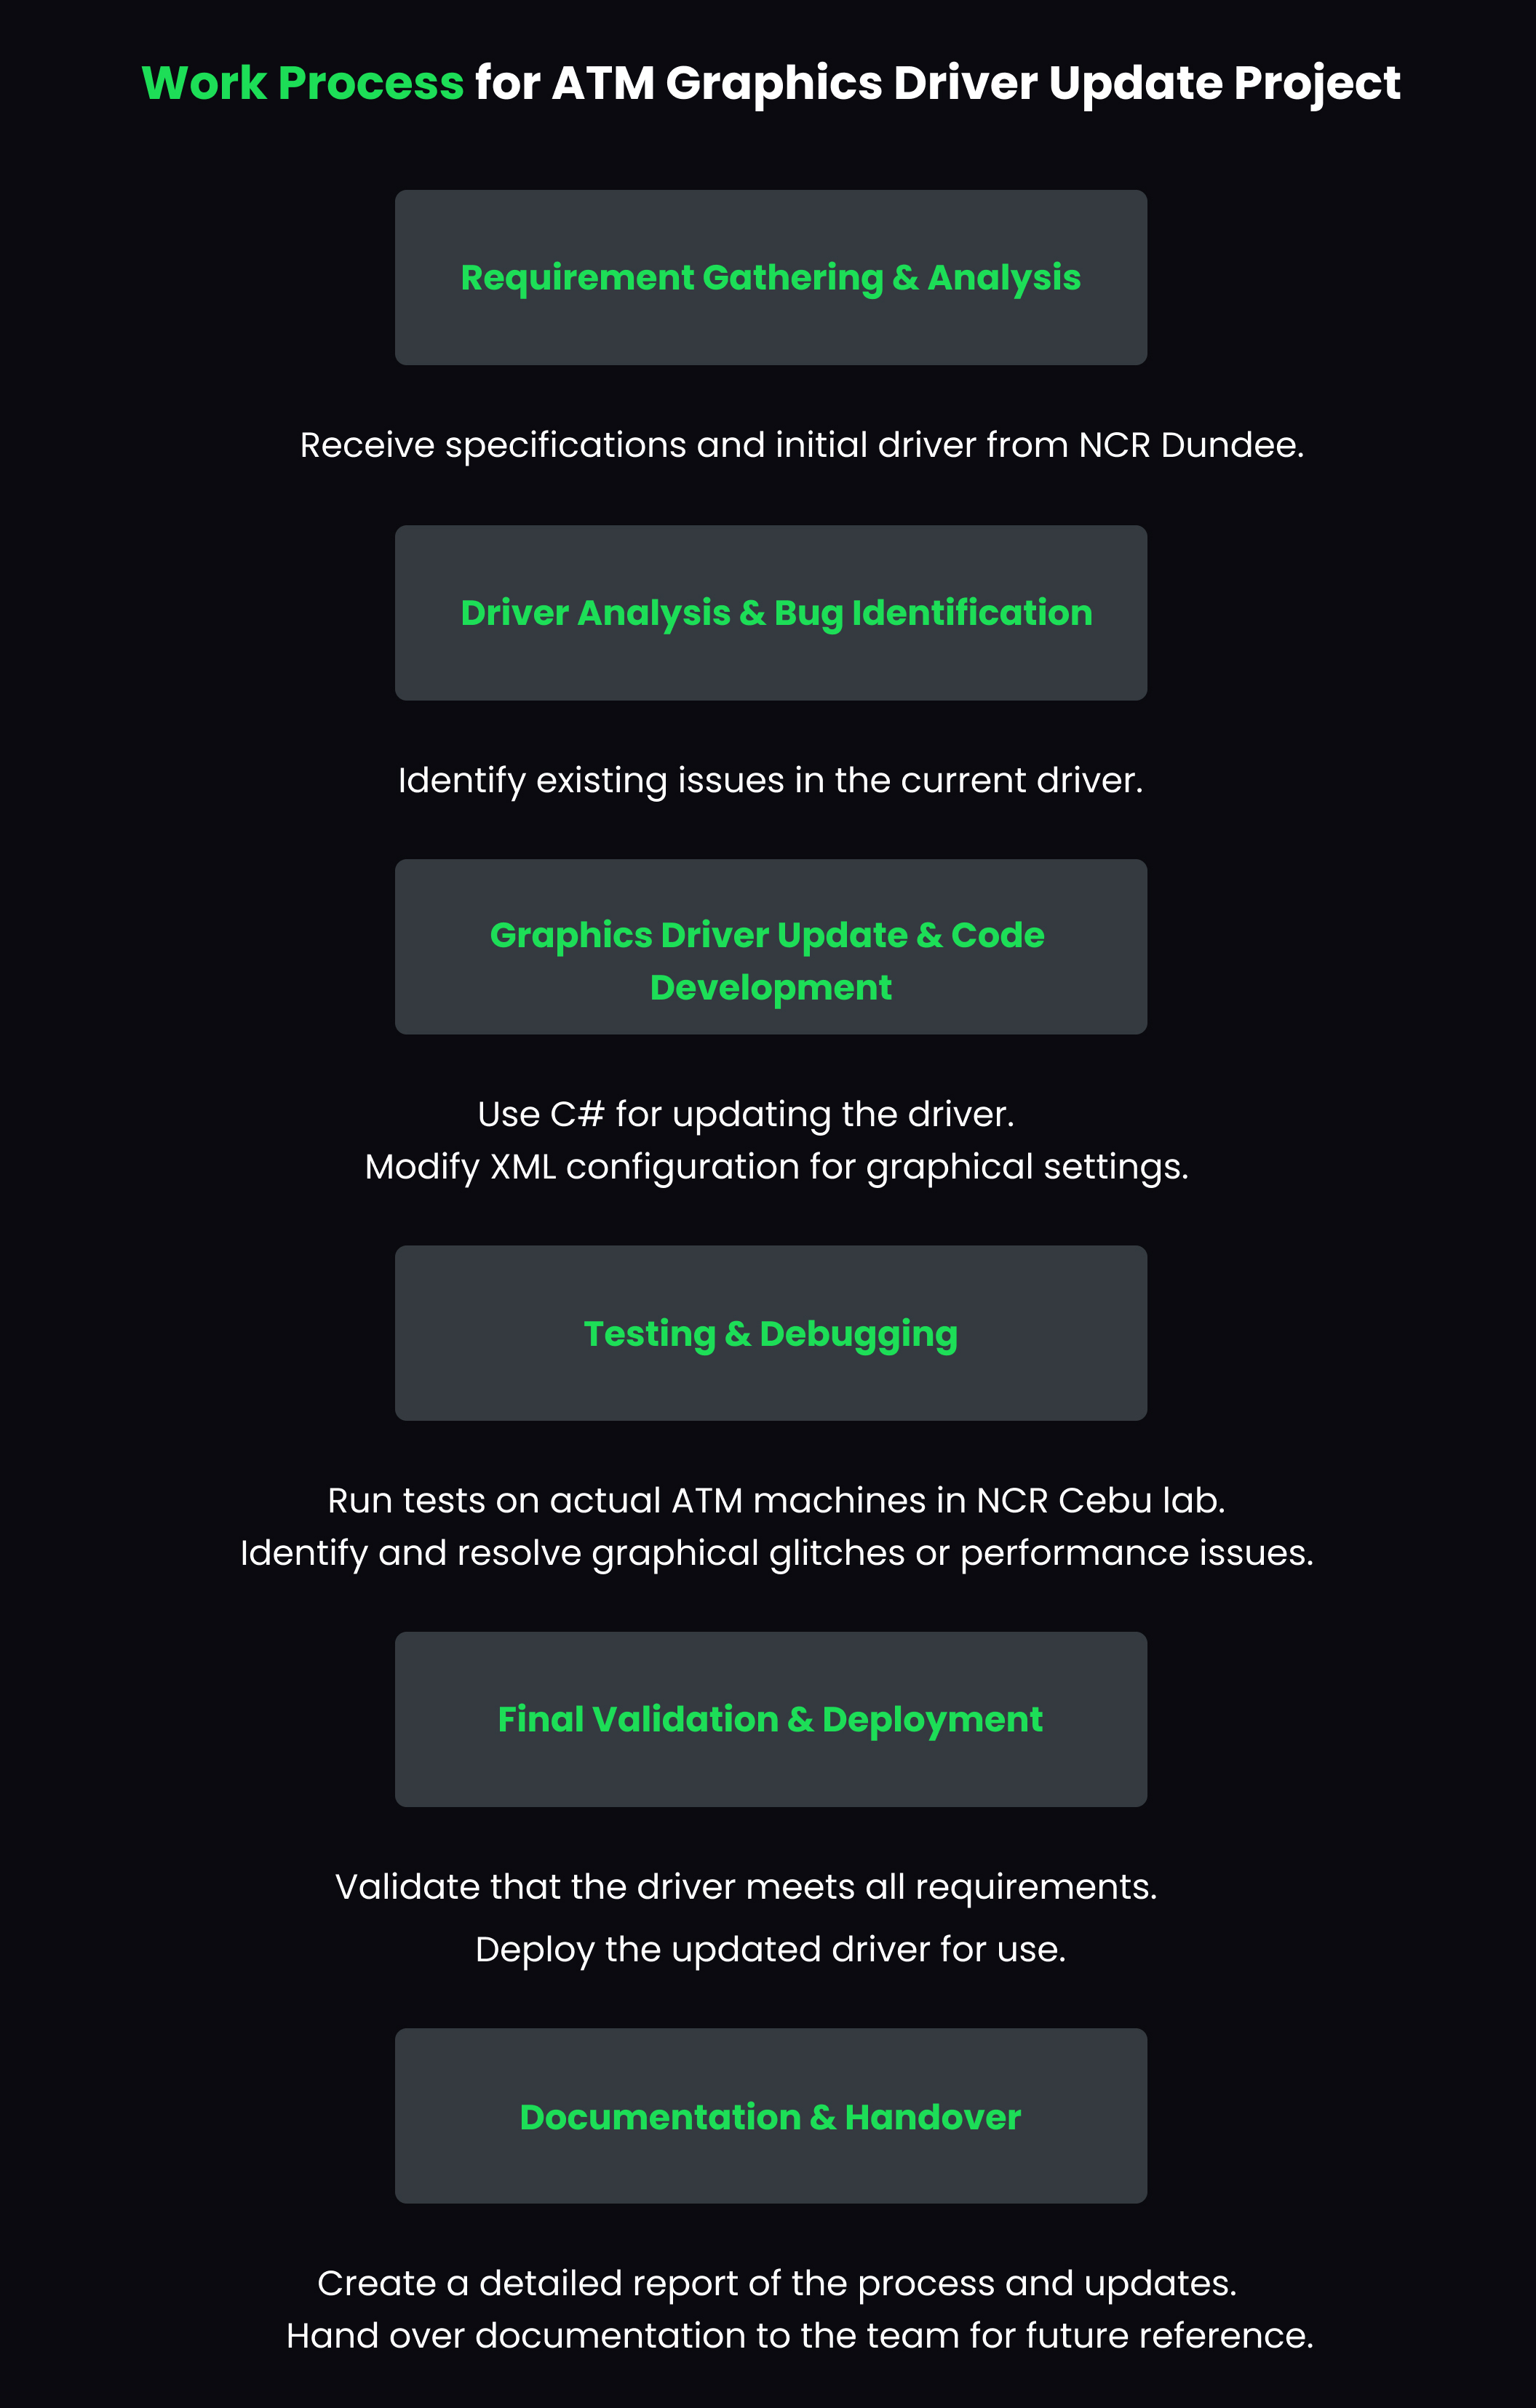 Work Process for ATM Graphics Driver Update Project
Requirement Gathering & Analysis
Receive specifications and initial driver from NCR Dundee.
Driver Analysis & Bug Identification
Identify existing issues in the current driver.
Graphics Driver Update & Code
Development
Use C# for updating the driver.
Modify XML configuration for graphical settings.
Testing & Debugging
Run tests on actual ATM machines in NCR Cebu lab.
Identify and resolve graphical glitches or performance issues.
Final Validation & Deployment
Validate that the driver meets all requirements.
Deploy the updated driver for use.
Documentation & Handover
Create a detailed report of the process and updates.
Hand over documentation to the team for future reference.